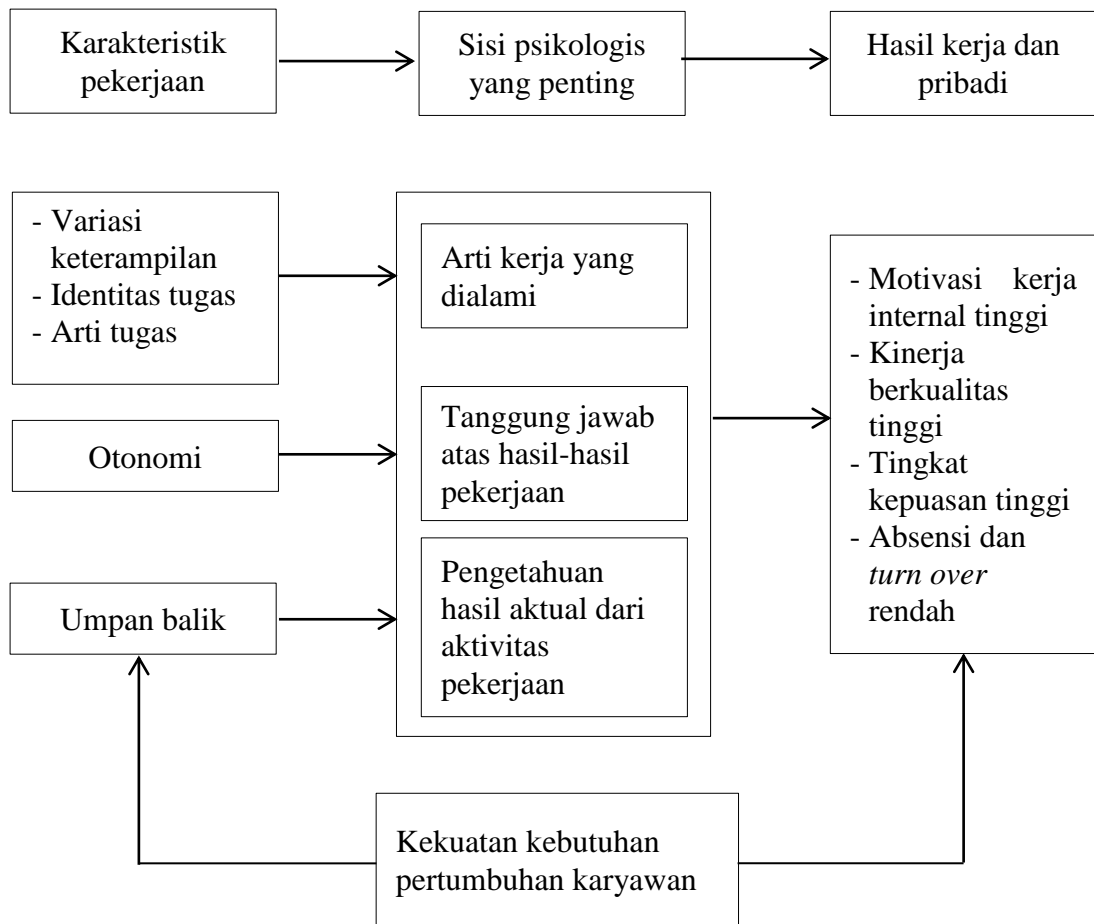 Karakteristik
pekerjaan
Sisi psikologis
yang penting
Hasil kerja dan
pribadi
- Variasi
keterampilan
- Identitas tugas
- Arti tugas
Arti kerja yang
dialami
- Motivasi kerja
internal tinggi
- Kinerja
berkualitas
tinggi
- Tingkat
kepuasan tinggi
- Absensi dan
turn over
rendah
Otonomi
Tanggung jawab
atas hasil-hasil
pekerjaan
Umpan balik
Pengetahuan
hasil aktual dari
aktivitas
pekerjaan
Kekuatan kebutuhan
pertumbuhan karyawan